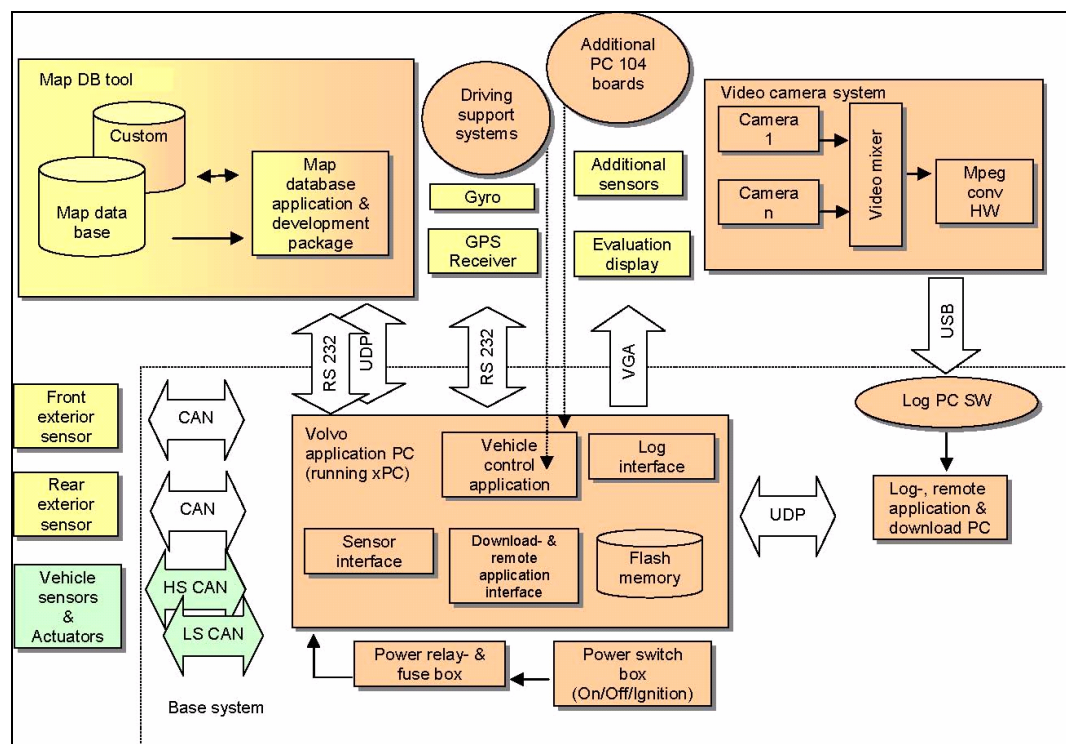 Map DB tool
Custom
Map data
base
Map
database
application &
development
package
Driving
support
systems
Gyro
GPS
Receiver
Additional
PC 104
boards
Additional
sensors
Evaluation
display
Video camera system
Camera
1
Camera
n
Video mixer
Mpeg
conv
HW
RS 232
UDP
RS 232
VGA
USB
Front
exterior
sensor
CAN
Rear
exterior
sensor
CAN
Vehicle
sensors
&
Actuators
HS CAN
LS CAN
Base system
Volvo
application PC
(running xPC)
Vehicle
control
application
Log
interface
Sensor
interface
Download- &
remote
application
interface
Flash
memory
UDP
Log PC SW
Log-, remote
application &
download PC
Power relay- &
fuse box
Power switch
box
(On/Off/Ignition)